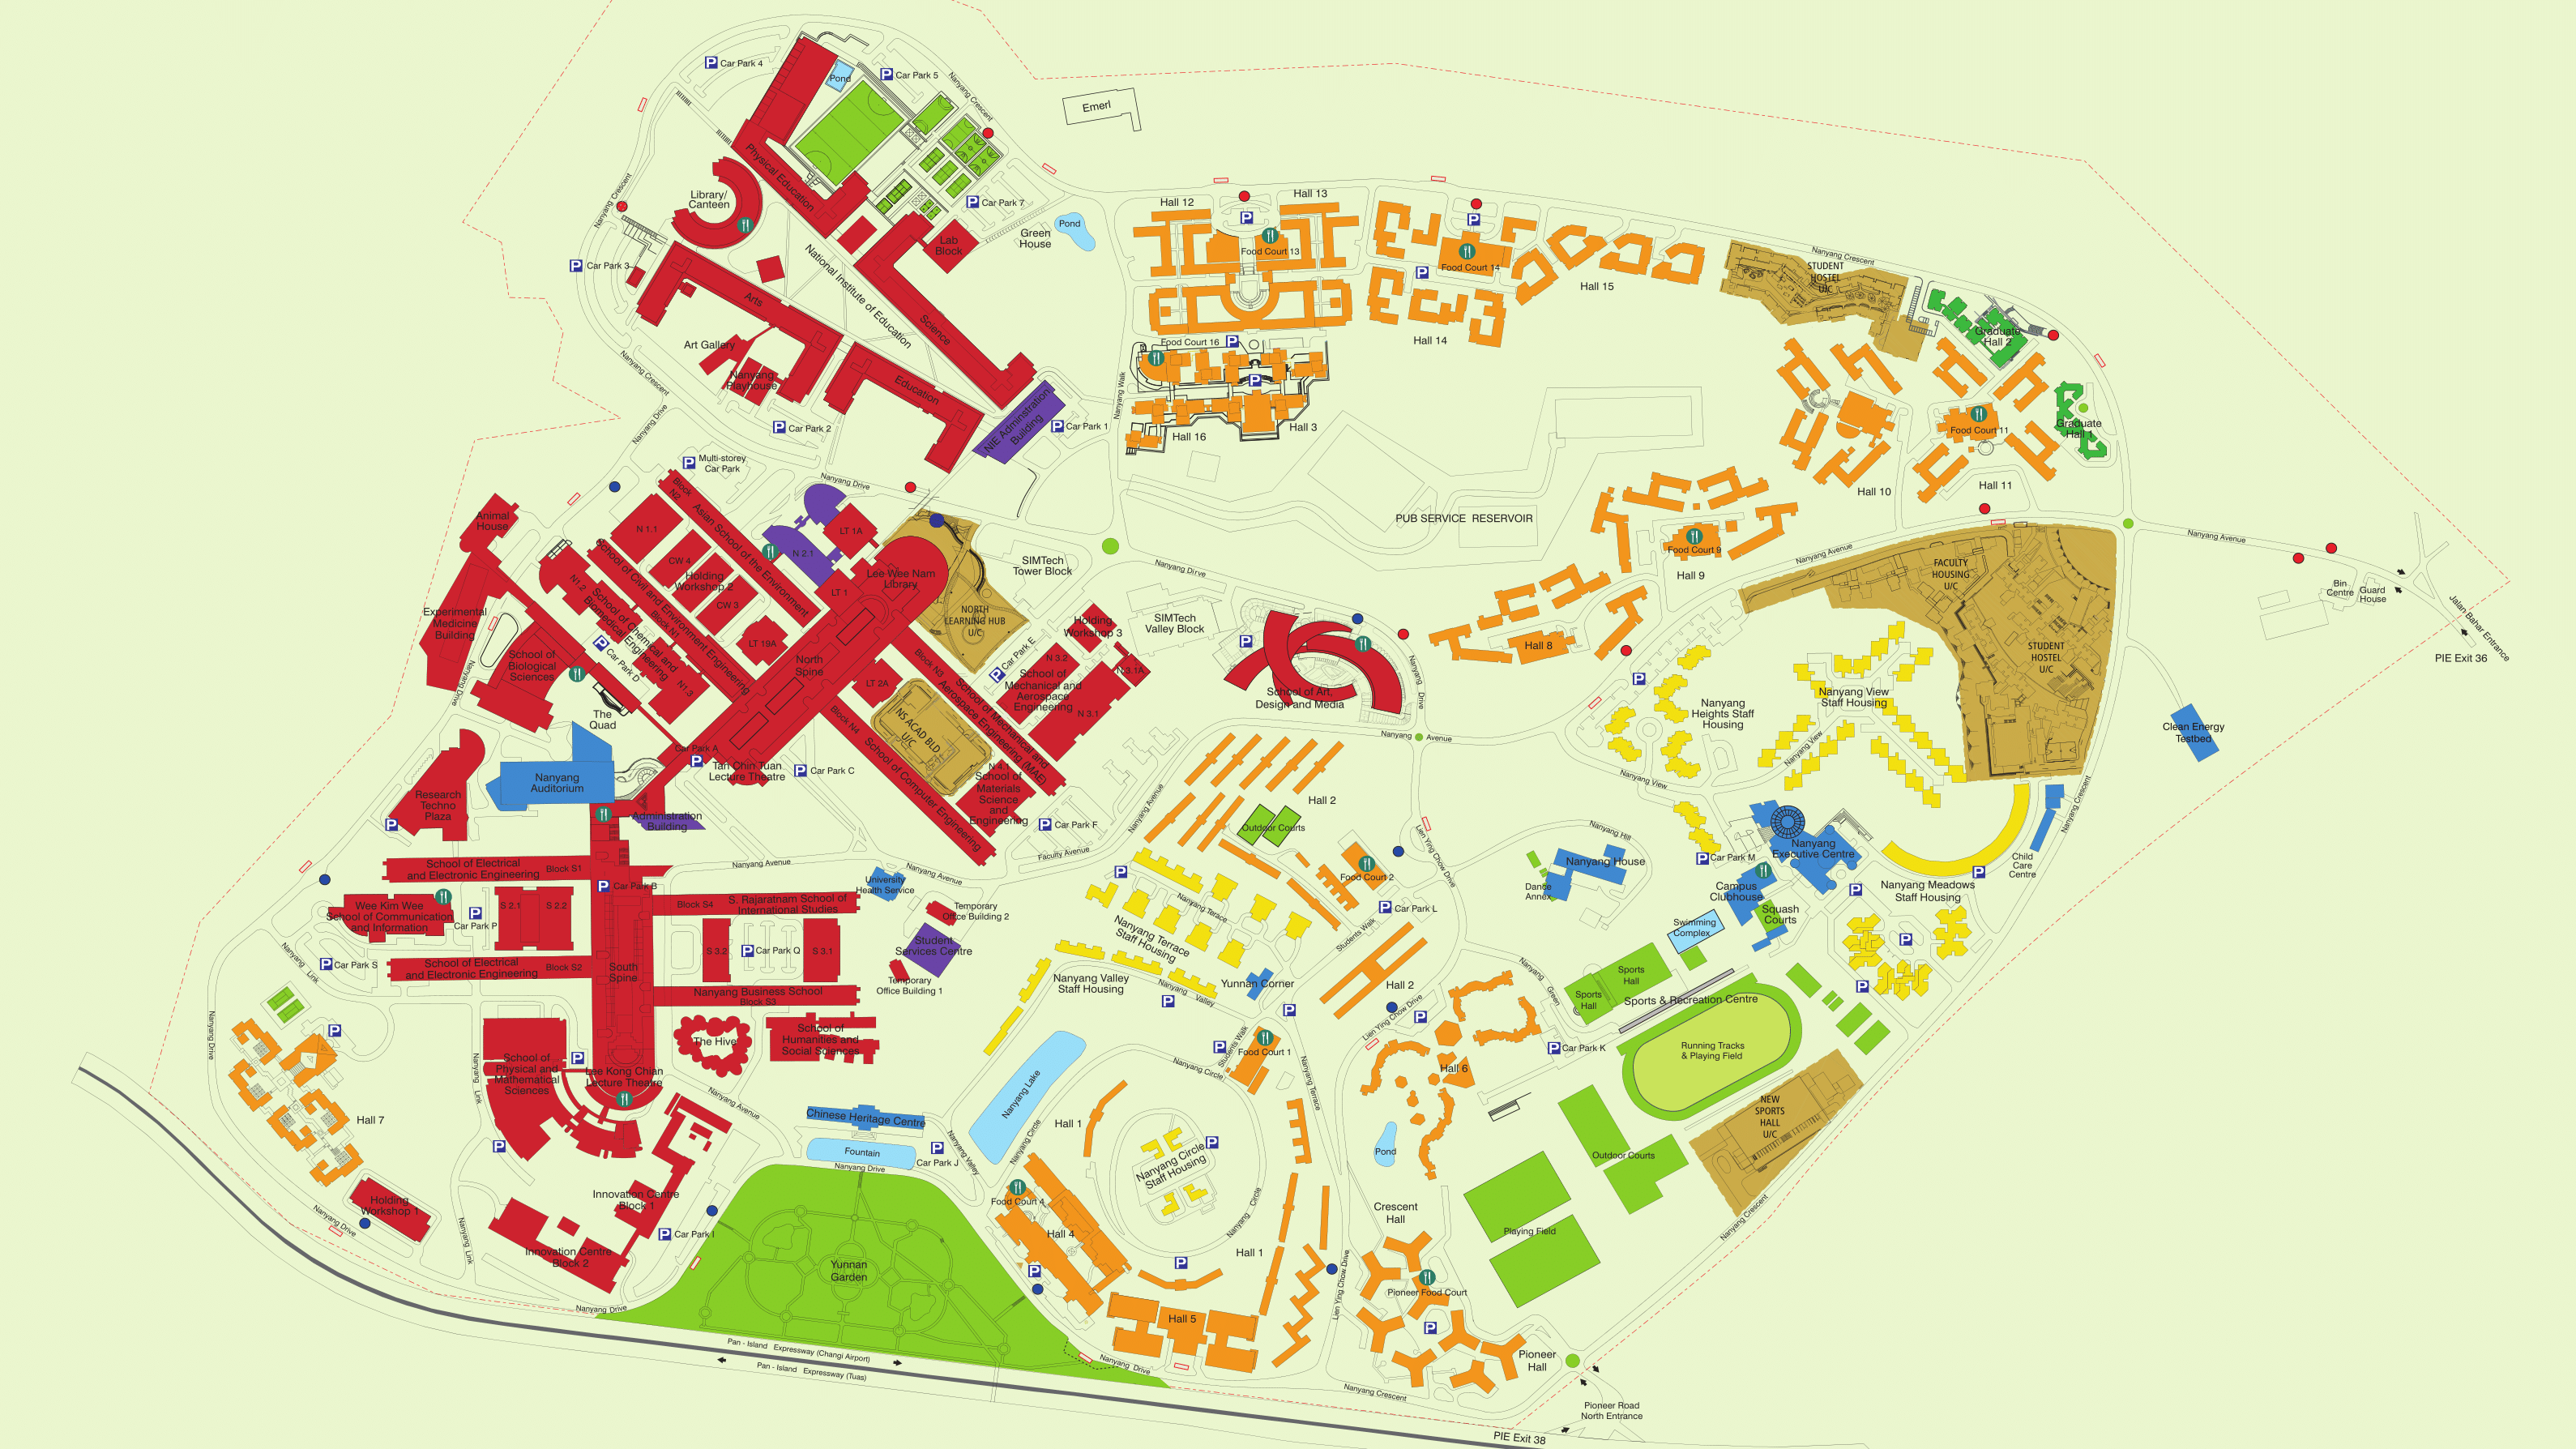 Car Park 4
Pond
Car Park 5
Nanyang Crescent
Emerl
Physical Education
Library/
Canteen
Nanyang Crescent
Car Park 7
Green
House
Pond
Lab
Block
Car Park 3
National Institute of Education
Arts
Science
Art Gallery
Nanyang
Playhouse
Education
Nanyang Crescent
Car Park 2
NIE Adminstration
Building
Car Park 1
Nanyang Walk
Hall 12
Hall 13
Food Court 13
Food Court 14
Hall 15
Hall 14
Food Court 16
Hall 16
Hall 3
Nanyang Crescent
STUDENT
HOSTEL
U/C
Graduate
Hall 2
Graduate
Hall 1
Food Court 11
Hall 10
Hall 11
Nanyang Drive
Multi-storey
Car Park
Nanyang Drive
Animal
House
Block
N2
Asian School of the Environment
N 1.1
CW 4
Holding
Workshop 2
CW 3
LT 19A
School of Civil and Environment Engineering
Block N1
N1.2
School of Chemical and
Biomedical Engineering
N1.3
N 2.1
LT 1A
LT 1
Lee Wee Nam
Library
NORTH
LEARNING HUB
U/C
SIMTech
Tower Block
SIMTech
Valley Block
Nanyang Dirve
PUB SERVICE RESERVOIR
Food Court 9
Hall 9
Hall 8
Nanyang Avenue
FACULTY
HOUSING
U/C
STUDENT
HOSTEL
U/C
Nanyang Avenue
Bin
Centre
Guard
House
Jalan Bahar Entrance
PIE Exit 36
Clean Energy
Testbed
Experimental
Medicine
Building
School of
Biological
Sciences
Nanyang Drive
Car Park D
The
Quad
North
Spine
LT 2A
Block N3
School of Mechanical and
Aerospace Engineering (MAE)
Block N4
School of Computer Engineering
NS ACAD BLD
U/C
Car Park E
Holding
Workshop 3
N 3.2
N 3.1A
School of
Mechanical and
Aerospace
Engineering
N 3.1
N 4.1
School of
Materials
Science
and
Engineering
Car Park F
Faculty Avenue
Car Park A
Tan Chin Tuan
Lecture Theatre
Car Park C
School of Art,
Design and Media
Nanyang Drive
Nanyang Avenue
Nanyang Avenue
Nanyang
Heights Staff
Housing
Nanyang View
Nanyang View
Staff Housing
Nanyang View
Nanyang
Auditorium
Research
Techno
Plaza
Administration
Building
School of Electrical
and Electronic Engineering
Block S1
Car Park B
Nanyang Avenue
Nanyang Avenue
University
Health Service
Wee Kim Wee
School of Communication
and Information
Car Park P
S 2.1
S 2.2
Block S4
S. Rajaratnam School of
International Studies
Temporary
Office Building 2
Student
Services Centre
Temporary
Office Building 1
S 3.2
Car Park Q
S 3.1
Nanyang Link
Car Park S
School of Electrical
and Electronic Engineering
Block S2
South
Spine
Nanyang Business School
Block S3
School of
Humanities and
Social Sciences
The Hive
Nanyang Drive
Hall 7
Nanyang Link
School of
Physical and
Mathematical
Sciences
Lee Kong Chian
Lecture Theatre
Nanyang Avenue
Holding
Workshop 1
Nanyang Drive
Nanyang Link
Innovation Centre
Block 1
Innovation Centre
Block 2
Car Park I
Nanyang Drive
Chinese Heritage Centre
Fountain
Car Park J
Nanyang Drive
Nanyang Valley
Nanyang Lake
Nanyang Circle
Yunnan
Garden
Pan - Island Expressway (Changi Airport)
Pan - Island Expressway (Tuas)
Hall 2
Outdoor Courts
Food Court 2
Car Park L
Students Walk
Lien Ying Chow Drive
Nanyang Terace
Nanyang Terrace
Staff Housing
Nanyang Valley
Staff Housing
Nanyang Valley
Yunnan Corner
Hall 2
Lien Ying Chow Drive
Students Walk
Food Court 1
Nanyang Circle
Nanyang Terrace
Hall 1
Nanyang Circle
Staff Housing
Nanyang Circle
Hall 1
Food Court 4
Hall 4
Hall 5
Nanyang Drive
Hall 6
Pond
Crescent
Hall
Lien Ying Chow Drive
Pioneer Food Court
Pioneer
Hall
Nanyang Crescent
Pioneer Road
North Entrance
PIE Exit 38
Nanyang Hill
Nanyang House
Dance
Annex
Nanyang Green
Car Park K
Car Park M
Nanyang
Executive Centre
Campus
Clubhouse
Squash
Courts
Swimming
Complex
Nanyang Meadows
Staff Housing
Child
Care
Centre
Nanyang Crescent
Sports
Hall
Sports
Hall
Sports & Recreation Centre
Running Tracks
& Playing Field
NEW
SPORTS
HALL
U/C
Outdoor Courts
Playing Field
Nanyang Crescent